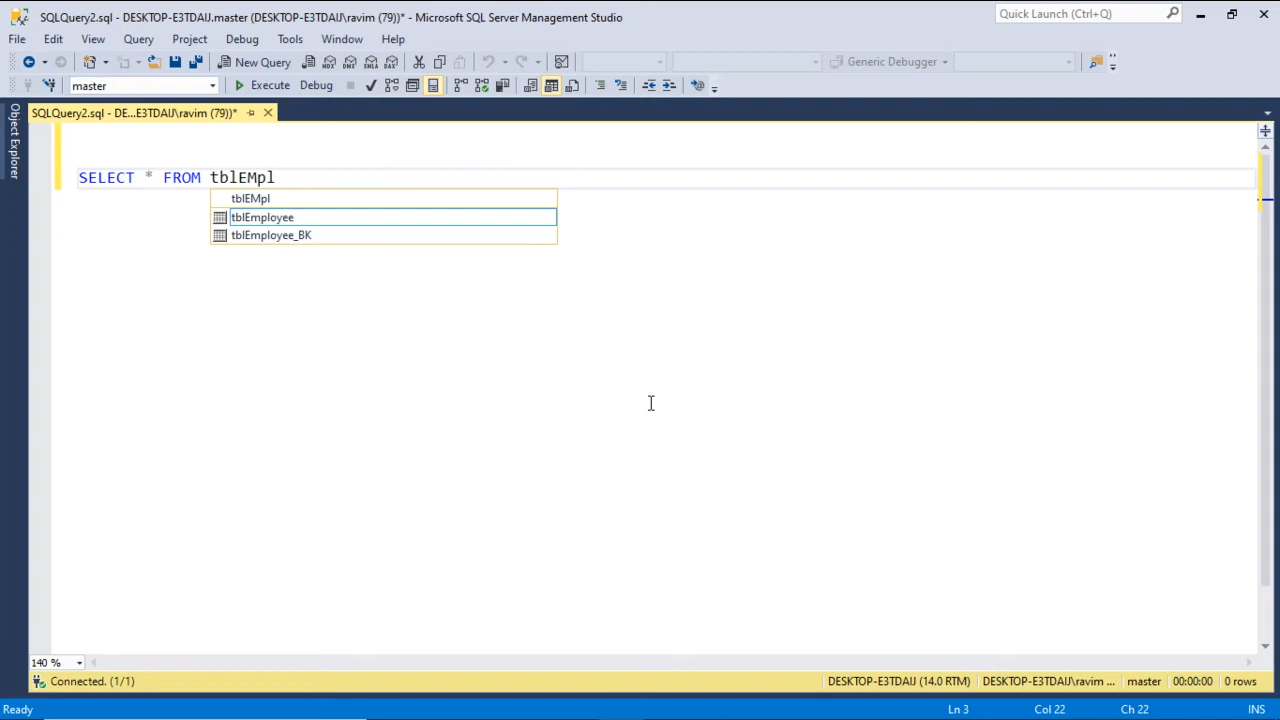 SQLQuery2.sql - DESKTOP-E3TDAIJ.master (DESKTOP-E3TDAIJ\ravim (79))* - Microsoft SQL Server Management Studio
Quick Launch (Ctrl+Q)
File Edit View Query Project Debug Tools Window Help
New Query
Generic Debugger
master Execute Debug
SQLQuery2.sql - DE...E3TDAIJ\ravim (79))*
Object Explorer
SELECT * FROM tblEMpl
tblEMpl
tblEmployee
tblEmployee_BK
140 %
Connected. (1/1) DESKTOP-E3TDAIJ (14.0 RTM) DESKTOP-E3TDAIJ\ravim ... master 00:00:00 0 rows
Ready Ln 3 Col 22 Ch 22 INS